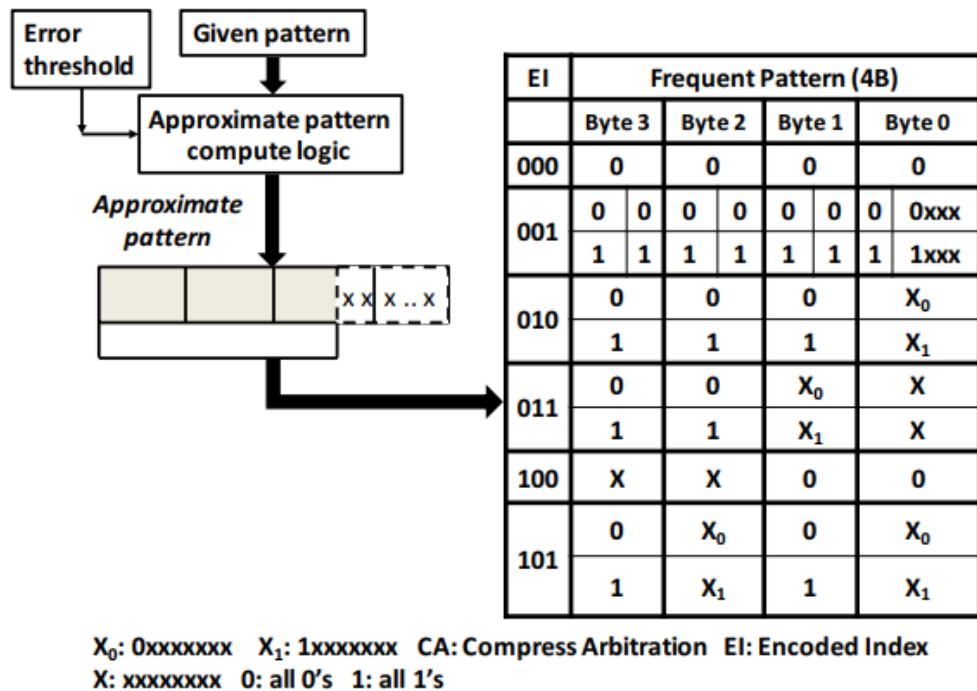 Error
threshold
Given pattern
Approximate pattern
compute logic
Approximate
pattern
x x x .. x
EI Frequent Pattern (4B)
Byte 3 Byte 2 Byte 1 Byte 0
000 0 0 0 0
001
0 0 0 0 0 0 0 0xxx
1 1 1 1 1 1 1 1xxx
010
0 0 0 X₀
1 1 1 X₁
011
0 0 X₀ X
1 1 X₁ X
100 X X 0 0
101
0 X₀ 0 X₀
1 X₁ 1 X₁
X₀: 0xxxxxxx X₁: 1xxxxxxx CA: Compress Arbitration EI: Encoded Index
X: xxxxxxxx 0: all 0's 1: all 1's